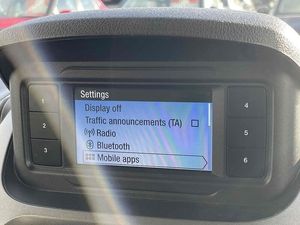 Settings
Display off
Traffic announcements (TA)
Radio
Bluetooth
Mobile apps
1
2
3
4
5
6